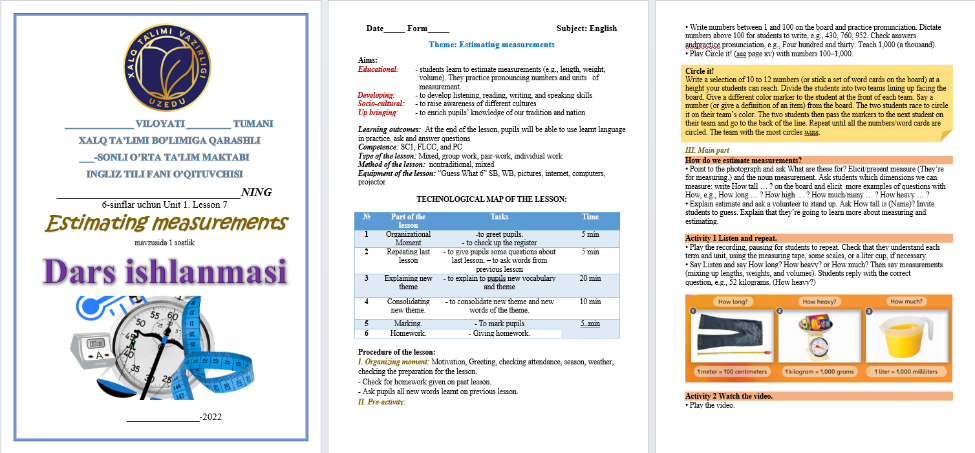 XALQ TALIMI VAZIRLIGI
UZEDU
______________ VILOYATI _________ TUMANI
XALQ TA'LIMI BO'LIMIGA QARASHLI
___-SONLI O'RTA TA'LIM MAKTABI
INGLIZ TILI FANI O'QITUVCHISI
_____________________________________NING
6-sinflar uchun Unit 1. Lesson 7
Estimating measurements
mavzusida 1 soatlik
Dars ishlanmasi
_______________-2022
Date_____ Form_____ Subject: English
Theme: Estimating measurements
Aims:
Educational: - students learn to estimate measurements (e.g., length, weight,
volume). They practice pronouncing numbers and units of
measurement.
Developing: - to develop listening, reading, writing, and speaking skills
Socio-cultural: - to raise awareness of different cultures
Up bringing: - to enrich pupils' knowledge of our tradition and nation
Learning outcomes: At the end of the lesson, pupils will be able to use learnt language
in practice, ask and answer questions
Competence: SC1, FLCC, and PC
Type of the lesson: Mixed, group work, pair-work, individual work
Method of the lesson: nontraditional, mixed
Equipment of the lesson: "Guess What 6" SB, WB, pictures, internet, computers,
projector
TECHNOLOGICAL MAP OF THE LESSON:
№ Part of the lesson Tasks Time
1 Organizational Moment -to greet pupils. - to check up the register 5 min
2 Repeating last lesson - to give pupils some questions about last lesson. – to ask words from previous lesson 5 min
3 Explaining new theme - to explain to pupils new vocabulary and theme 20 min
4 Consolidating new theme. - to consolidate new theme and new words of the theme. 10 min
5 Marking. - To mark pupils 5 min
6 Homework. - Giving homework.
Procedure of the lesson:
I. Organizing moment: Motivation, Greeting, checking attendance, season, weather,
checking the preparation for the lesson.
- Check for homework given on past lesson.
- Ask pupils all new words learnt on previous lesson.
II. Pre-activity:
• Write numbers between 1 and 100 on the board and practice pronunciation. Dictate
numbers above 100 for students to write, e.g., 430, 760, 952. Check answers
andpractice pronunciation, e.g., Four hundred and thirty. Teach 1,000 (a thousand).
• Play Circle it! (see page xv) with numbers 100–1,000.
Circle it!
Write a selection of 10 to 12 numbers (or stick a set of word cards on the board) at a
height your students can reach. Divide the students into two teams lining up facing the
board. Give a different color marker to the student at the front of each team. Say a
number (or give a definition of an item) from the board. The two students race to circle
it on their team's color. The two students then pass the markers to the next student on
their team and go to the back of the line. Repeat until all the numbers/word cards are
circled. The team with the most circles wins.
III. Main part
How do we estimate measurements?
• Point to the photograph and ask What are these for? Elicit/present measure (They're
for measuring.) and the noun measurement. Ask students which dimensions we can
measure: write How tall … ? on the board and elicit more examples of questions with
How, e.g., How long … ? How high … ? How much/many … ? How heavy … ?
• Explain estimate and ask a volunteer to stand up. Ask How tall is (Name)? Invite
students to guess. Explain that they're going to learn more about measuring and
estimating.
Activity 1 Listen and repeat.
• Play the recording, pausing for students to repeat. Check that they understand each
term and unit, using the measuring tape, some scales, or a liter cup, if necessary.
• Say Listen and say How long? How heavy? or How much? Then say measurements
(mixing up lengths, weights, and volumes). Students reply with the correct
question, e.g., 52 kilograms. (How heavy?)
How long? How heavy? How much?
1 2 3
1 meter = 100 centimeters 1 kilogram = 1,000 grams 1 liter = 1,000 milliliters
Activity 2 Watch the video.
• Play the video.